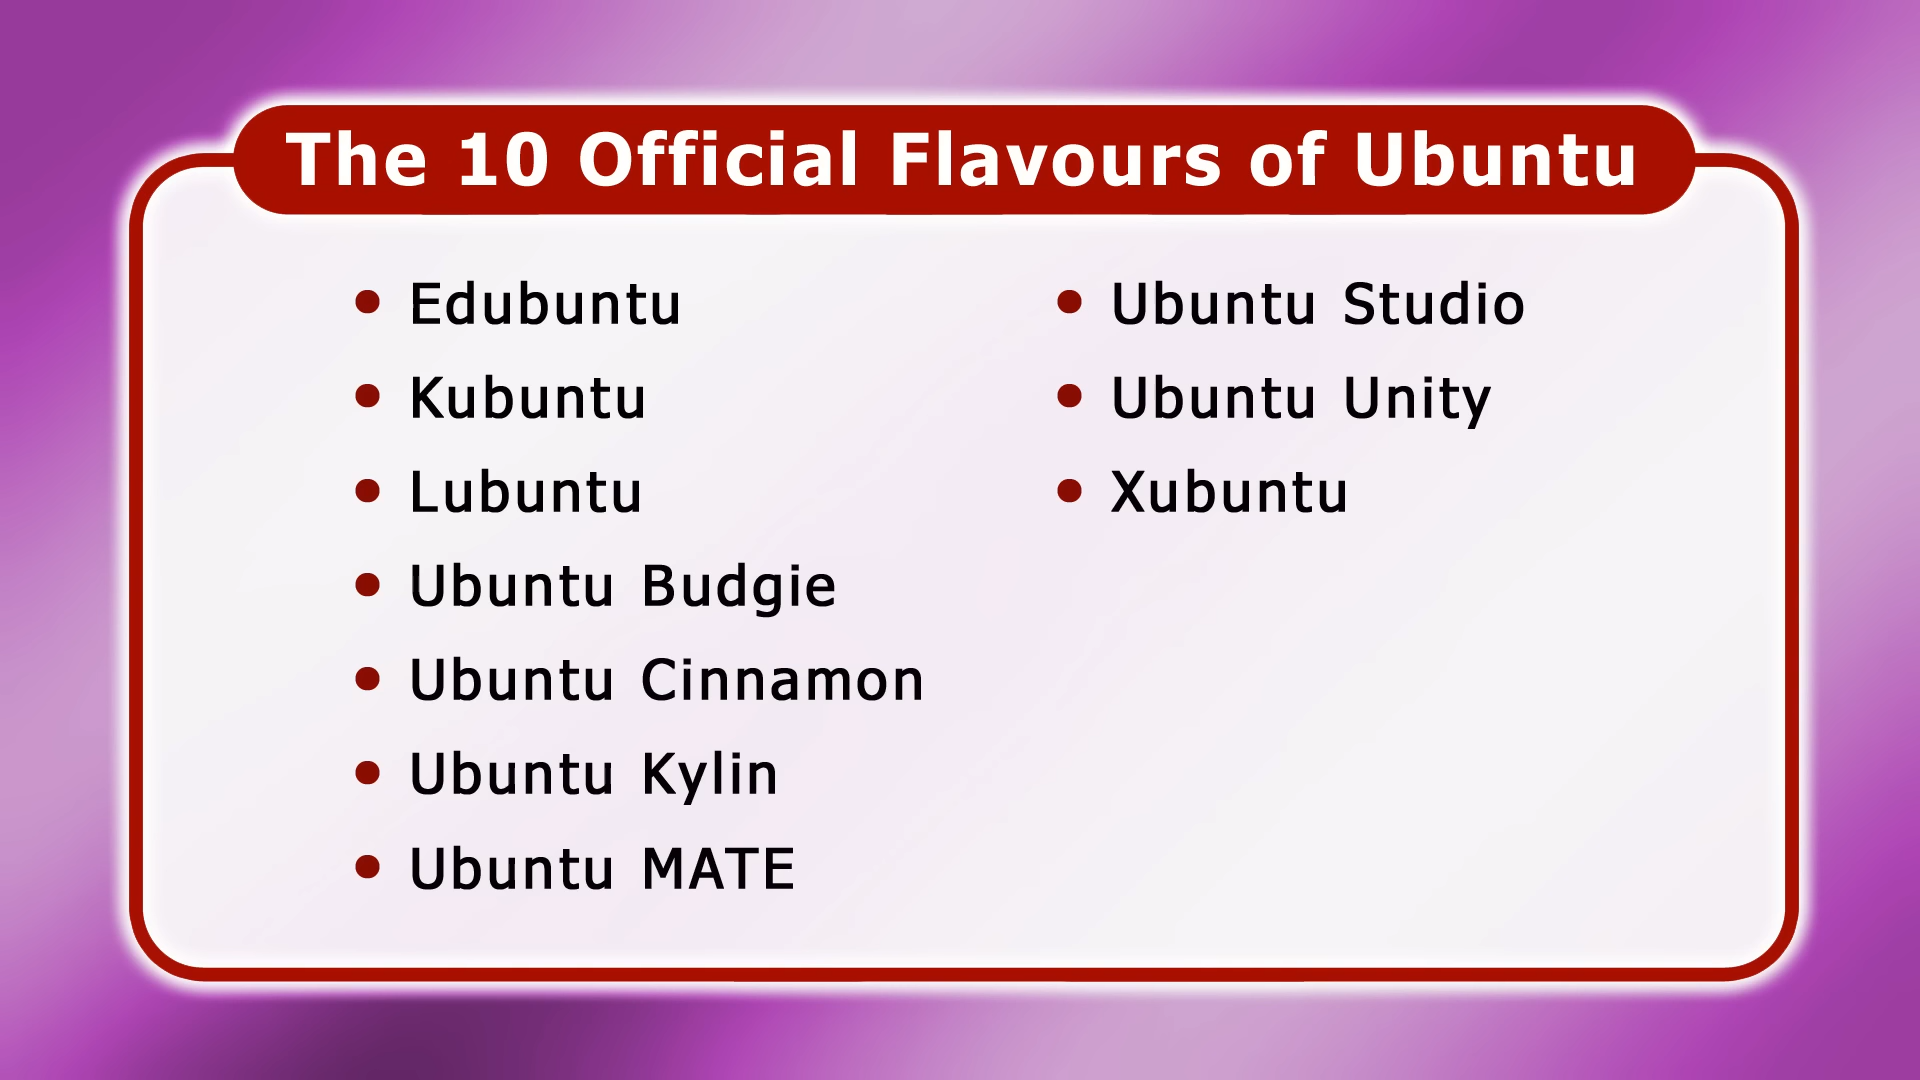 The 10 Official Flavours of Ubuntu
• Edubuntu
• Kubuntu
• Lubuntu
• Ubuntu Budgie
• Ubuntu Cinnamon
• Ubuntu Kylin
• Ubuntu MATE
• Ubuntu Studio
• Ubuntu Unity
• Xubuntu